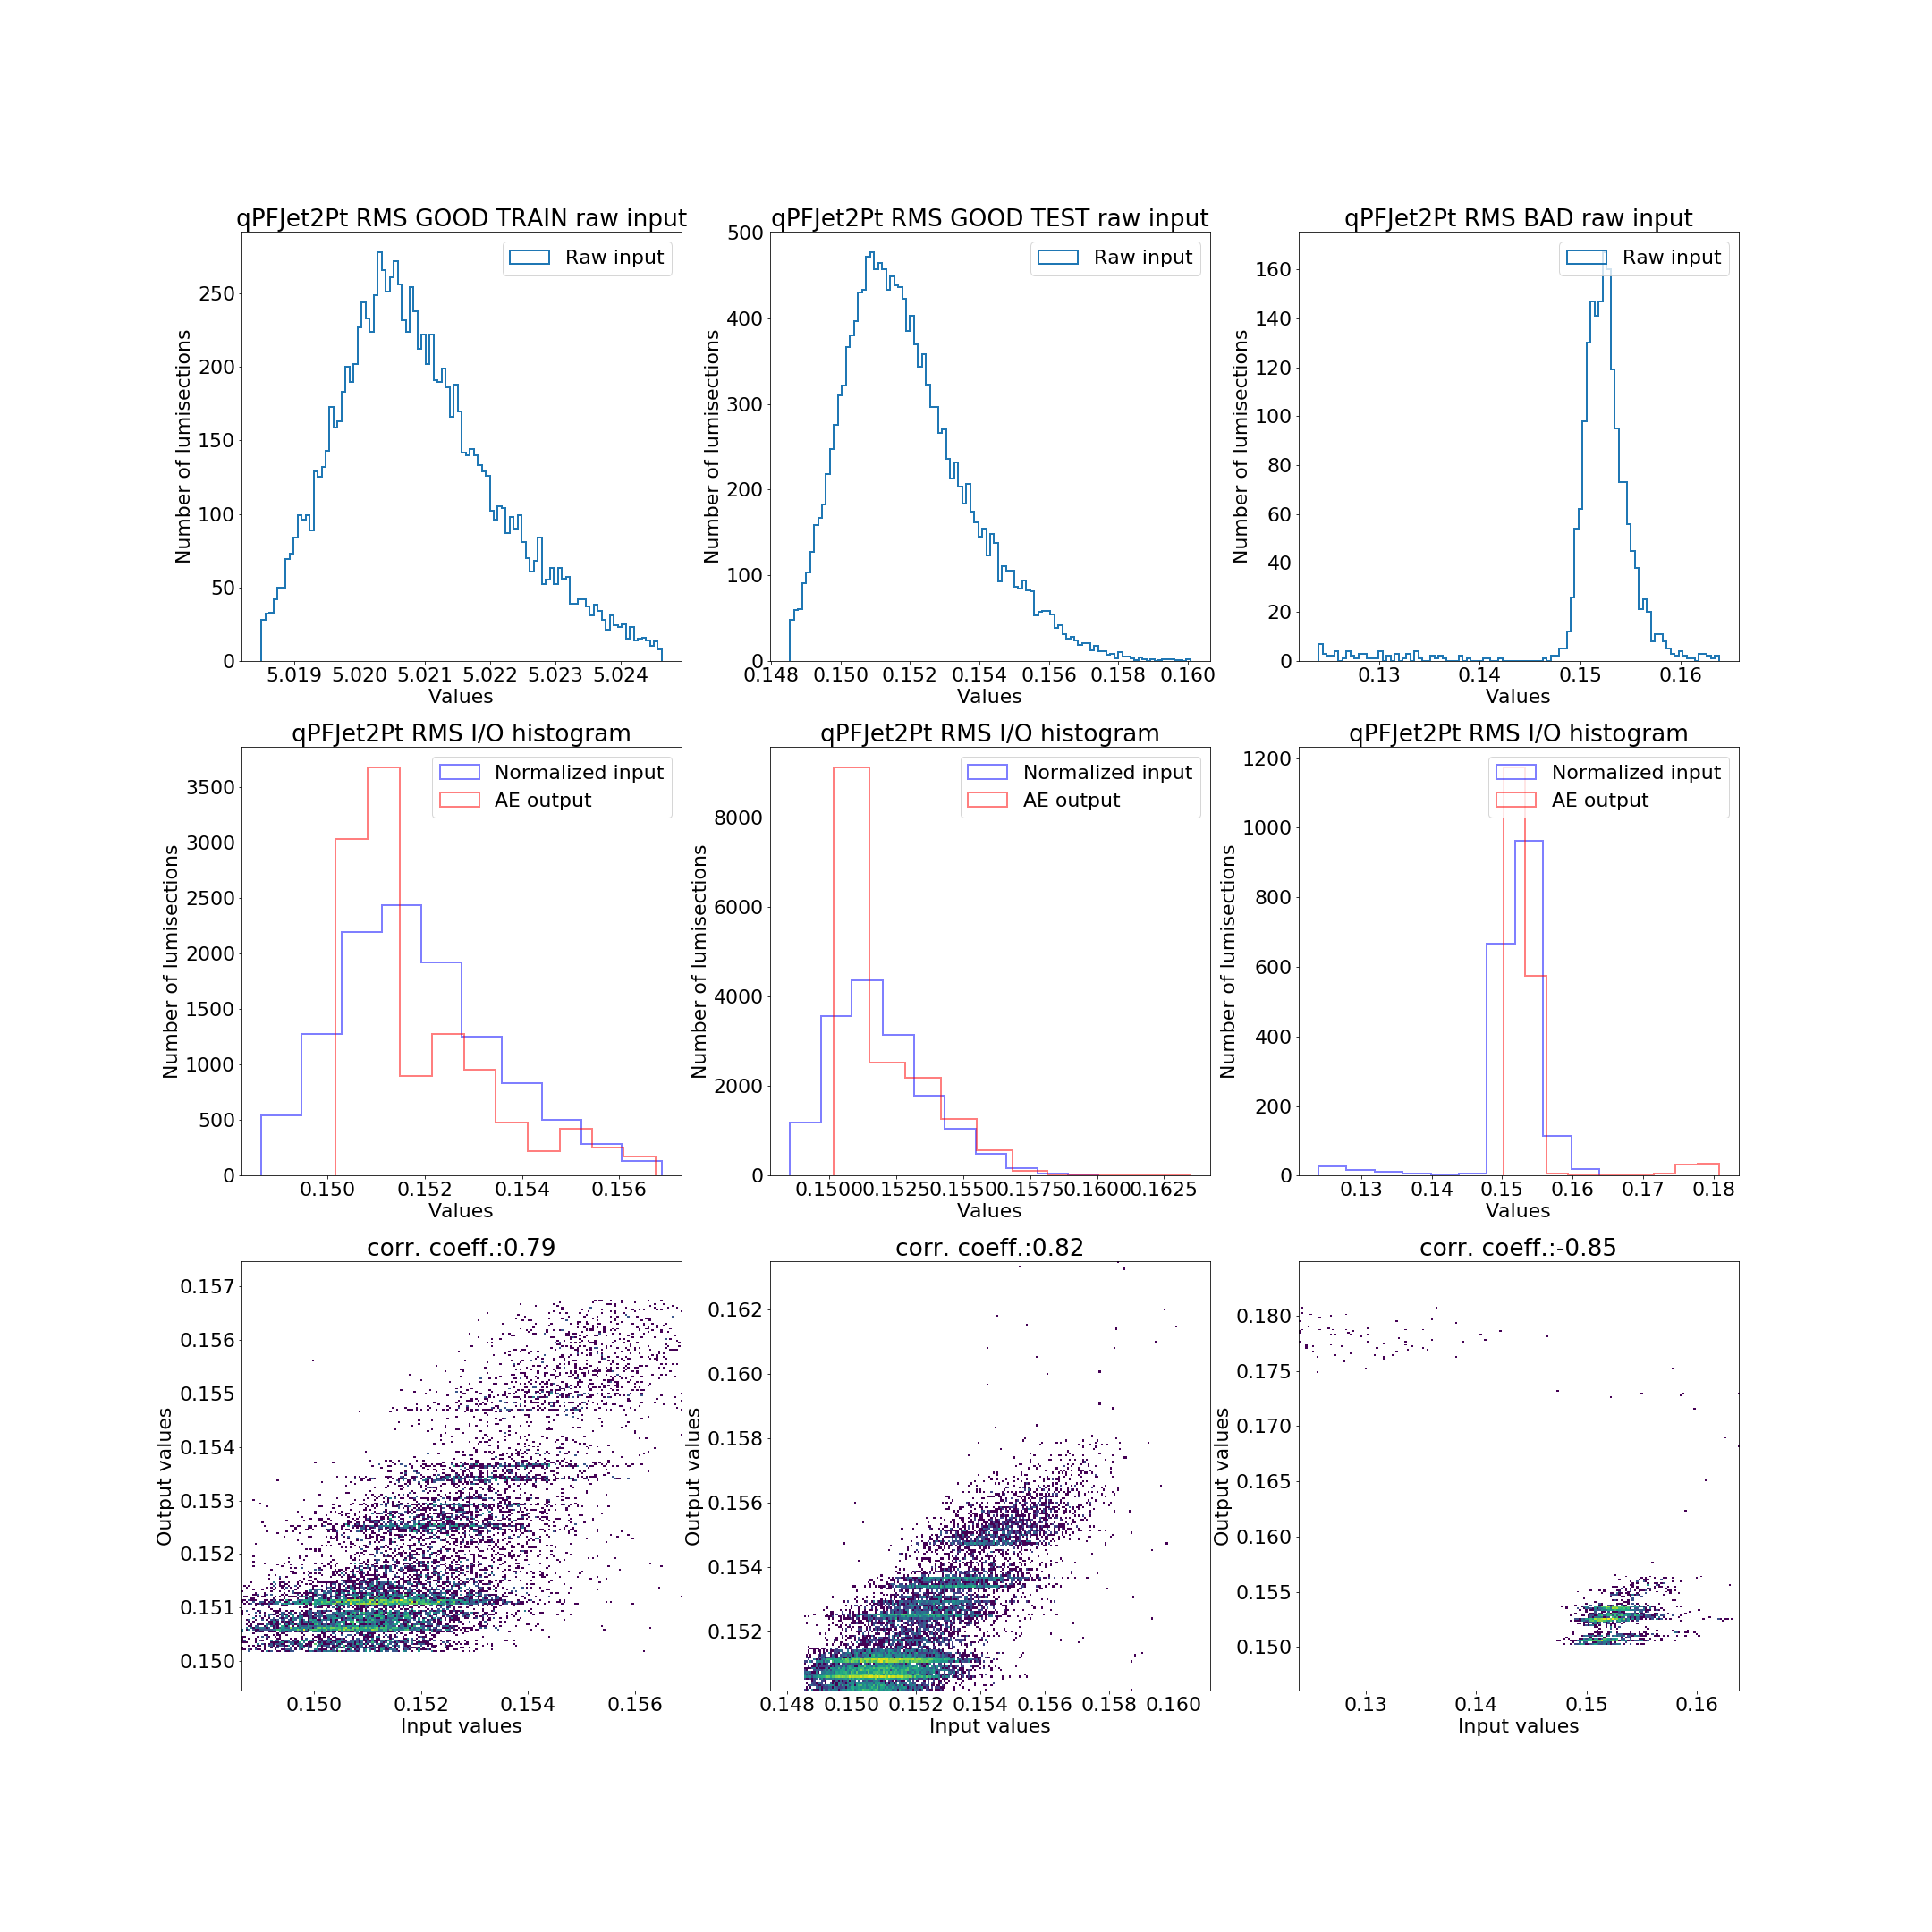 qPFJet2Pt RMS GOOD TRAIN raw input
Raw input
Number of lumisections
0
50
100
150
200
250
5.019 5.020 5.021 5.022 5.023 5.024
Values
qPFJet2Pt RMS GOOD TEST raw input
Raw input
Number of lumisections
0
100
200
300
400
500
0.148 0.150 0.152 0.154 0.156 0.158 0.160
Values
qPFJet2Pt RMS BAD raw input
Raw input
Number of lumisections
0
20
40
60
80
100
120
140
160
0.13 0.14 0.15 0.16
Values
qPFJet2Pt RMS I/O histogram
Normalized input
AE output
Number of lumisections
0
500
1000
1500
2000
2500
3000
3500
0.150 0.152 0.154 0.156
Values
qPFJet2Pt RMS I/O histogram
Normalized input
AE output
Number of lumisections
0
2000
4000
6000
8000
0.1500 0.1525 0.1550 0.1575 0.1600 0.1625
Values
qPFJet2Pt RMS I/O histogram
Normalized input
AE output
Number of lumisections
0
200
400
600
800
1000
1200
0.13 0.14 0.15 0.16 0.17 0.18
Values
corr. coeff.:0.79
Output values
0.150
0.151
0.152
0.153
0.154
0.155
0.156
0.157
0.150 0.152 0.154 0.156
Input values
corr. coeff.:0.82
Output values
0.152
0.154
0.156
0.158
0.160
0.162
0.148 0.150 0.152 0.154 0.156 0.158 0.160
Input values
corr. coeff.:-0.85
Output values
0.150
0.155
0.160
0.165
0.170
0.175
0.180
0.13 0.14 0.15 0.16
Input values